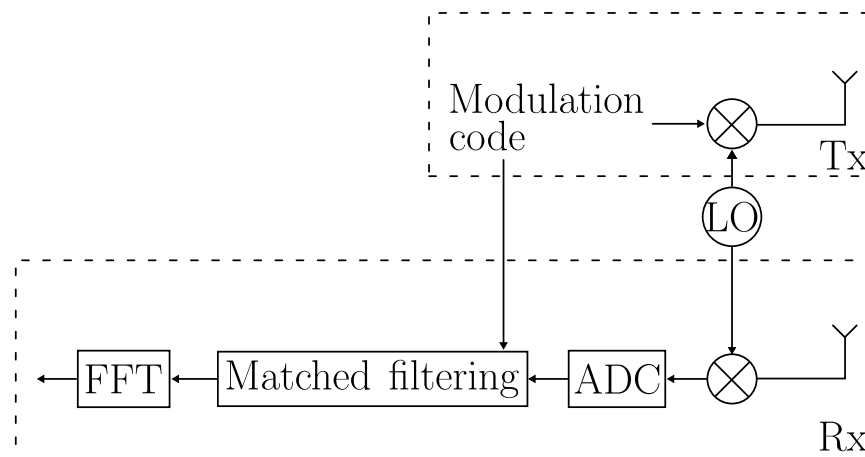 Modulation
code
Tx
LO
FFT
Matched filtering
ADC
Rx